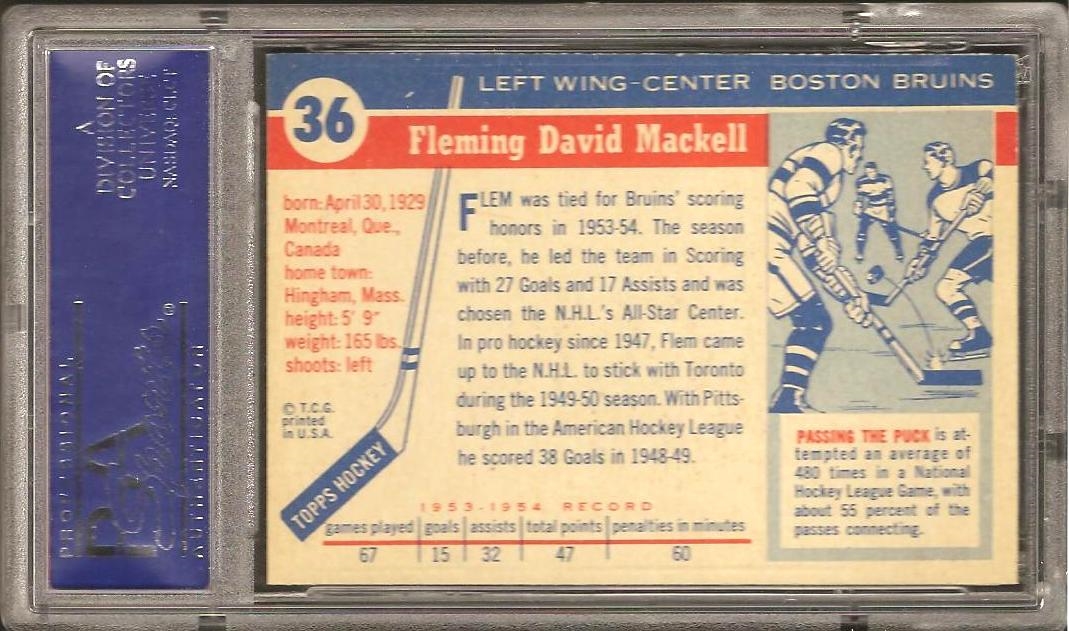 A
DIVISION OF
COLLECTORS
UNIVERSE
NASDAQ: CLCT
PSA
PROFESSIONAL
AUTHENTICATOR
36
LEFT WING-CENTER BOSTON BRUINS
Fleming David Mackell
born: April 30, 1929
Montreal, Que.,
Canada
home town:
Hingham, Mass.
height: 5' 9"
weight: 165 lbs.
shoots: left
© T.C.G.
printed
in U.S.A.
TOPPS HOCKEY
FLEM was tied for Bruins' scoring
honors in 1953-54. The season
before, he led the team in Scoring
with 27 Goals and 17 Assists and was
chosen the N.H.L.'s All-Star Center.
In pro hockey since 1947, Flem came
up to the N.H.L. to stick with Toronto
during the 1949-50 season. With Pitts-
burgh in the American Hockey League
he scored 38 Goals in 1948-49.
1953-1954 RECORD
games played goals assists total points penalties in minutes
67 15 32 47 60
PASSING THE PUCK is at-
tempted an average of
480 times in a National
Hockey League Game, with
about 55 percent of the
passes connecting.